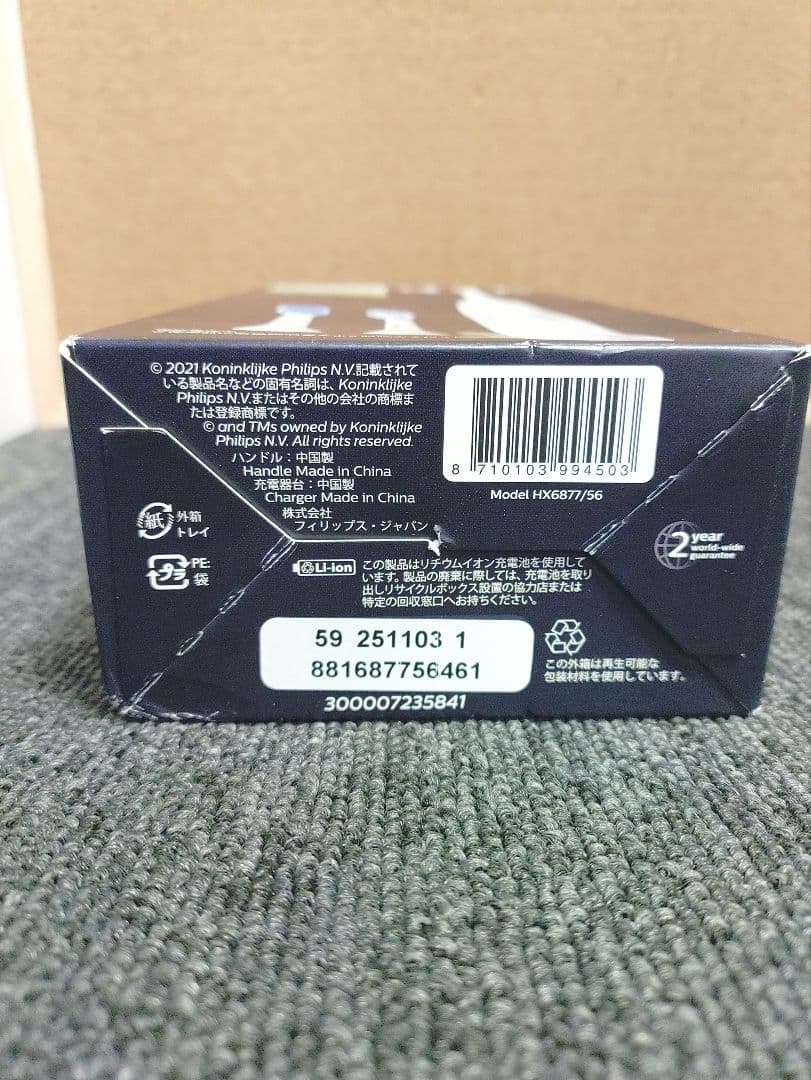 © 2021 Koninklijke Philips N.V.記載されて
いる製品名などの固有名詞は、Koninklijke
Philips N.V.またはその他の会社の商標ま
たは登録商標です。
© and TMs owned by Koninklijke
Philips N.V. All rights reserved.
ハンドル：中国製
Handle Made in China
充電器台：中国製
Charger Made in China
株式会社
フィリップス・ジャパン
8 710103 994503
Model HX6877/56
紙 外箱
トレイ
プラ PE:
袋
Li-ion
この製品はリチウムイオン充電池を使用して
います。製品の廃棄に際しては、充電池を取り
出しリサイクルボックス設置の協力店または
特定の回収窓口へお持ちください。
2 year
world-wide
guarantee
59 251103 1
881687756461
300007235841
この外箱は再生可能な
包装材料を使用しています。